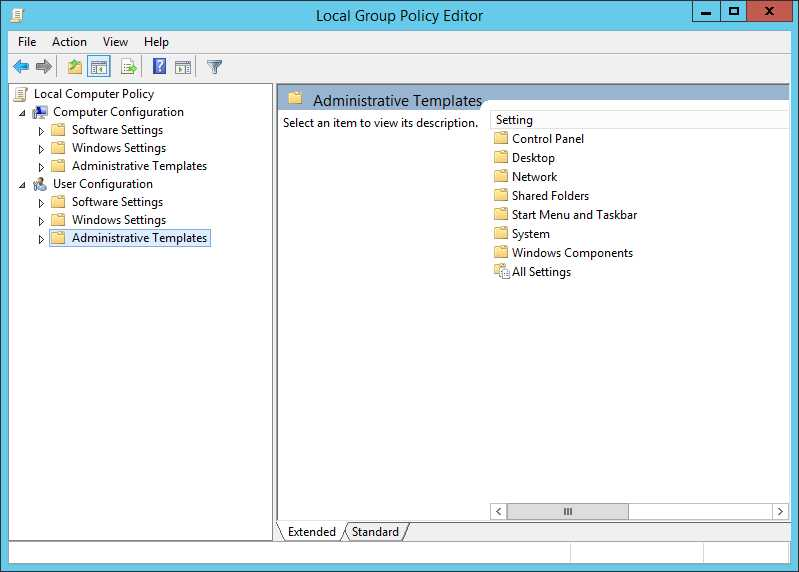 Local Group Policy Editor
File Action View Help
Local Computer Policy
Computer Configuration
Software Settings
Windows Settings
Administrative Templates
User Configuration
Software Settings
Windows Settings
Administrative Templates
Administrative Templates
Select an item to view its description.
Setting
Control Panel
Desktop
Network
Shared Folders
Start Menu and Taskbar
System
Windows Components
All Settings
Extended Standard